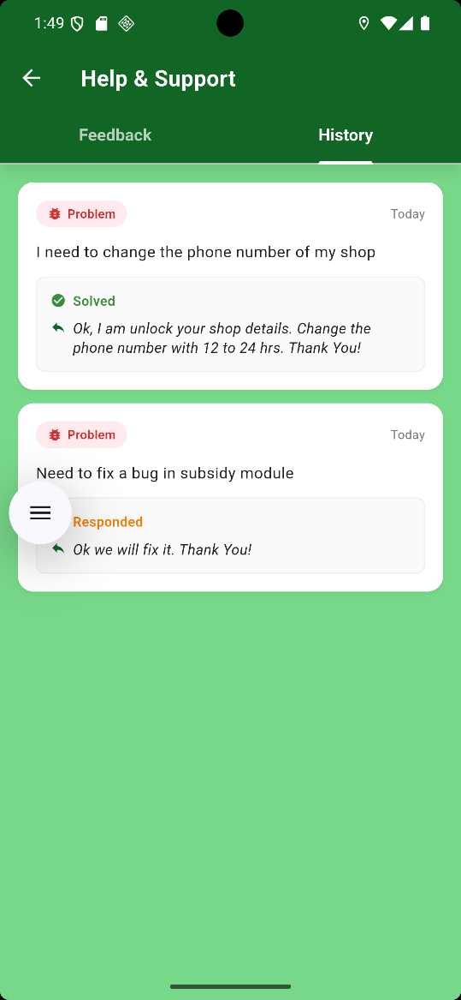 1:49
Help & Support
Feedback
History
Problem
Today
I need to change the phone number of my shop
Solved
Ok, I am unlock your shop details. Change the
phone number with 12 to 24 hrs. Thank You!
Problem
Today
Need to fix a bug in subsidy module
Responded
Ok we will fix it. Thank You!